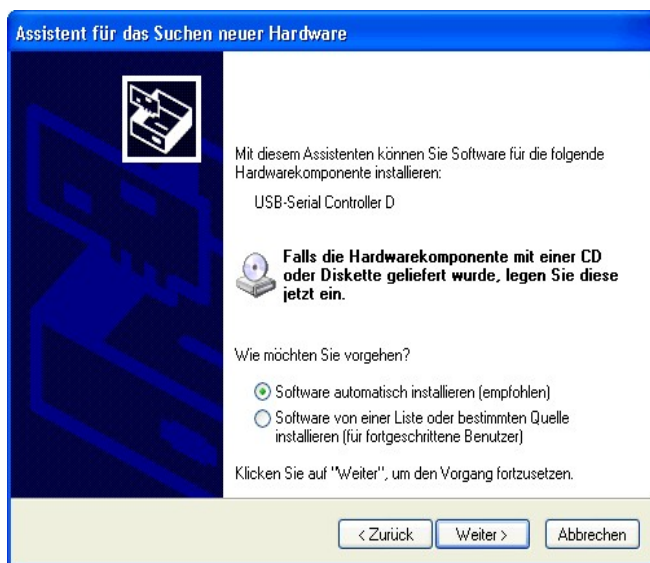 Assistent für das Suchen neuer Hardware
Mit diesem Assistenten können Sie Software für die folgende
Hardwarekomponente installieren:
USB-Serial Controller D
Falls die Hardwarekomponente mit einer CD
oder Diskette geliefert wurde, legen Sie diese
jetzt ein.
Wie möchten Sie vorgehen?
Software automatisch installieren (empfohlen)
Software von einer Liste oder bestimmten Quelle
installieren (für fortgeschrittene Benutzer)
Klicken Sie auf "Weiter", um den Vorgang fortzusetzen.
< Zurück Weiter > Abbrechen